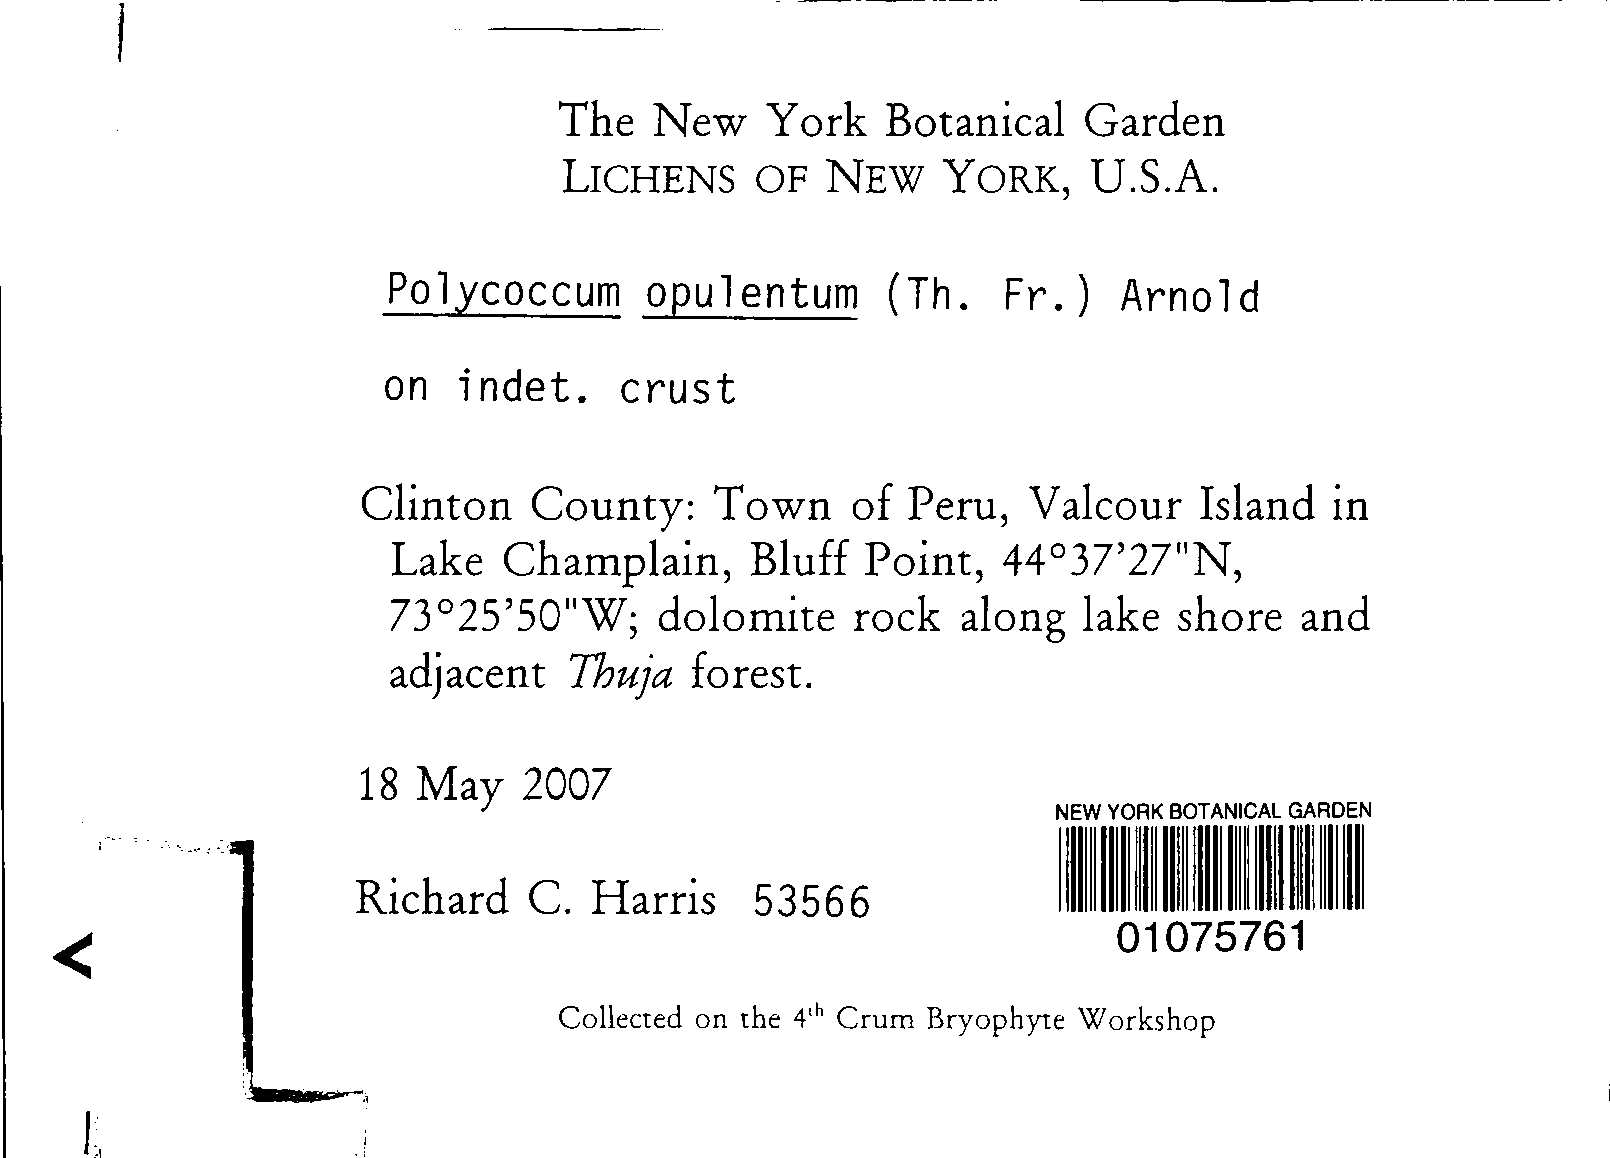 The New York Botanical Garden
LICHENS OF NEW YORK, U.S.A.
Polycoccum opulentum (Th. Fr.) Arnold
on indet. crust
Clinton County: Town of Peru, Valcour Island in
Lake Champlain, Bluff Point, 44°37'27"N,
73°25'50"W; dolomite rock along lake shore and
adjacent Thuja forest.
18 May 2007
NEW YORK BOTANICAL GARDEN
Richard C. Harris 53566
01075761
Collected on the 4th Crum Bryophyte Workshop